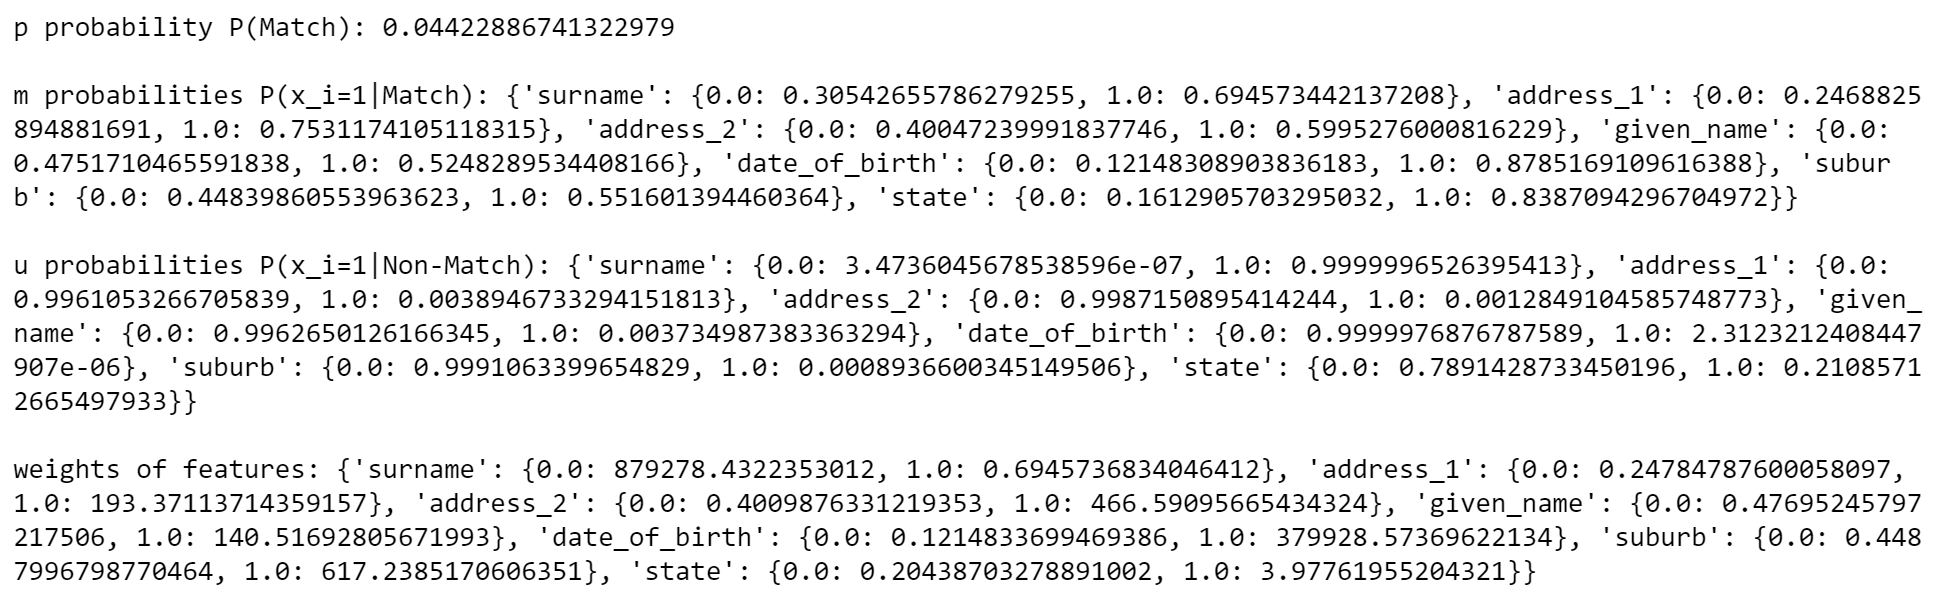 p probability P(Match): 0.04422886741322979
m probabilities P(x_i=1|Match): {'surname': {0.0: 0.30542655786279255, 1.0: 0.694573442137208}, 'address_1': {0.0: 0.2468825
894881691, 1.0: 0.7531174105118315}, 'address_2': {0.0: 0.40047239991837746, 1.0: 0.5995276000816229}, 'given_name': {0.0:
0.4751710465591838, 1.0: 0.5248289534408166}, 'date_of_birth': {0.0: 0.12148308903836183, 1.0: 0.8785169109616388}, 'subur
b': {0.0: 0.44839860553963623, 1.0: 0.551601394460364}, 'state': {0.0: 0.1612905703295032, 1.0: 0.8387094296704972}}
u probabilities P(x_i=1|Non-Match): {'surname': {0.0: 3.4736045678538596e-07, 1.0: 0.9999996526395413}, 'address_1': {0.0:
0.9961053266705839, 1.0: 0.0038946733294151813}, 'address_2': {0.0: 0.9987150895414244, 1.0: 0.0012849104585748773}, 'given_
name': {0.0: 0.9962650126166345, 1.0: 0.003734987383363294}, 'date_of_birth': {0.0: 0.9999976876787589, 1.0: 2.3123212408447
907e-06}, 'suburb': {0.0: 0.9991063399654829, 1.0: 0.0008936600345149506}, 'state': {0.0: 0.7891428733450196, 1.0: 0.2108571
2665497933}}
weights of features: {'surname': {0.0: 879278.4322353012, 1.0: 0.6945736834046412}, 'address_1': {0.0: 0.24784787600058097,
1.0: 193.37113714359157}, 'address_2': {0.0: 0.4009876331219353, 1.0: 466.59095665434324}, 'given_name': {0.0: 0.47695245797
217506, 1.0: 140.51692805671993}, 'date_of_birth': {0.0: 0.1214833699469386, 1.0: 379928.57369622134}, 'suburb': {0.0: 0.448
7996798770464, 1.0: 617.2385170606351}, 'state': {0.0: 0.20438703278891002, 1.0: 3.97761955204321}}